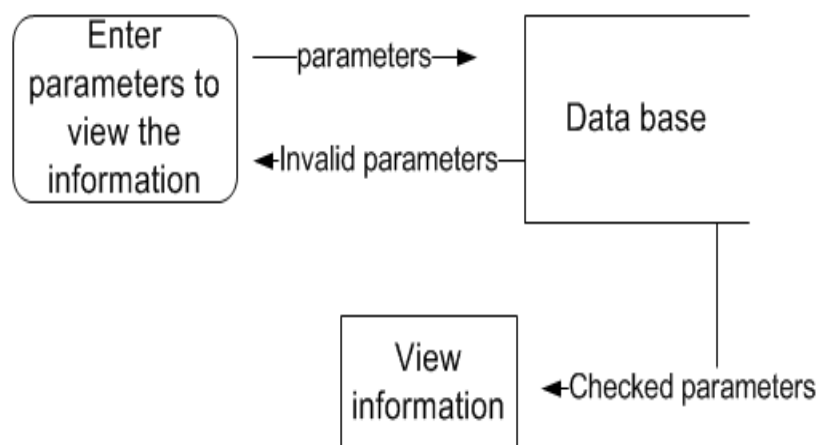 Enter
parameters to
view the
information
parameters
Invalid parameters
Data base
View
information
Checked parameters